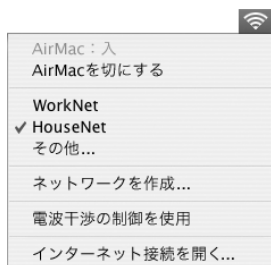 AirMac：入
AirMacを切にする
WorkNet
✓ HouseNet
その他...
ネットワークを作成...
電波干渉の制御を使用
インターネット接続を開く...